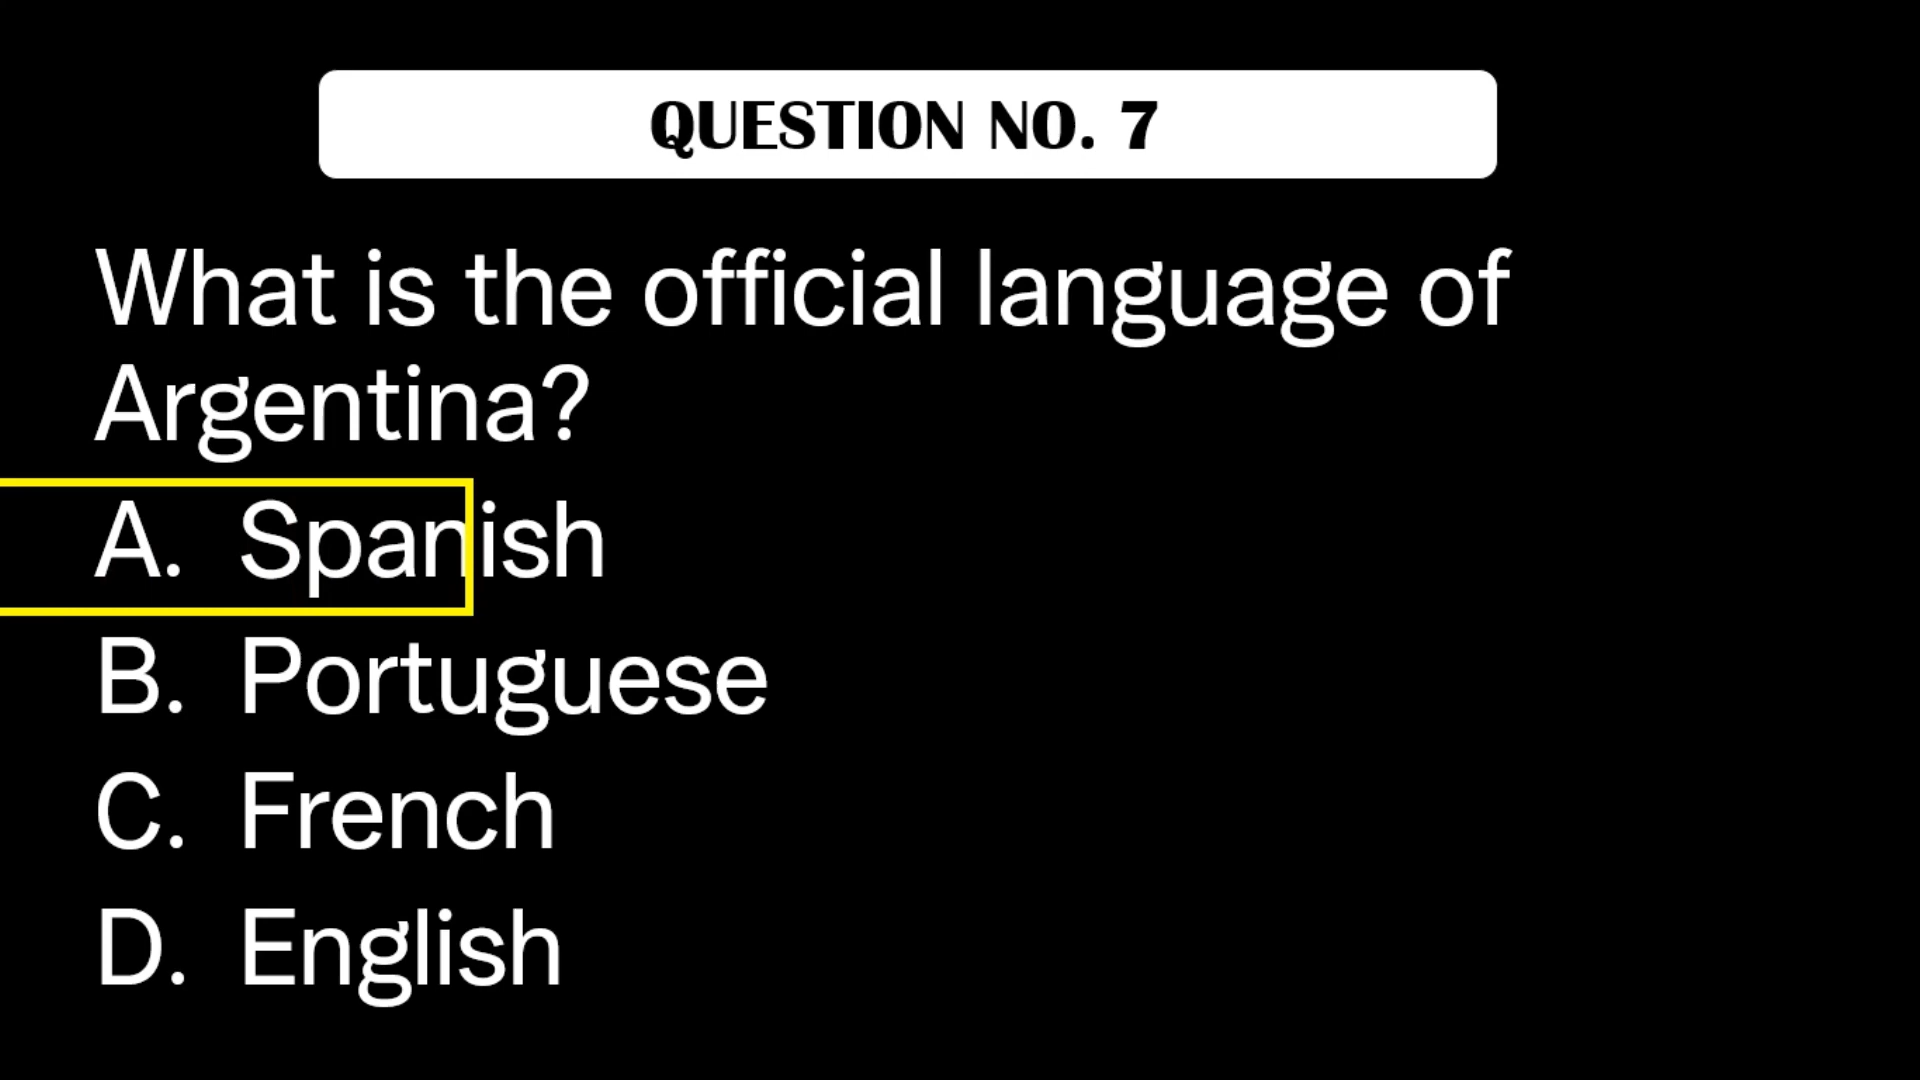 QUESTION NO. 7
What is the official language of
Argentina?
A. Spanish
B. Portuguese
C. French
D. English